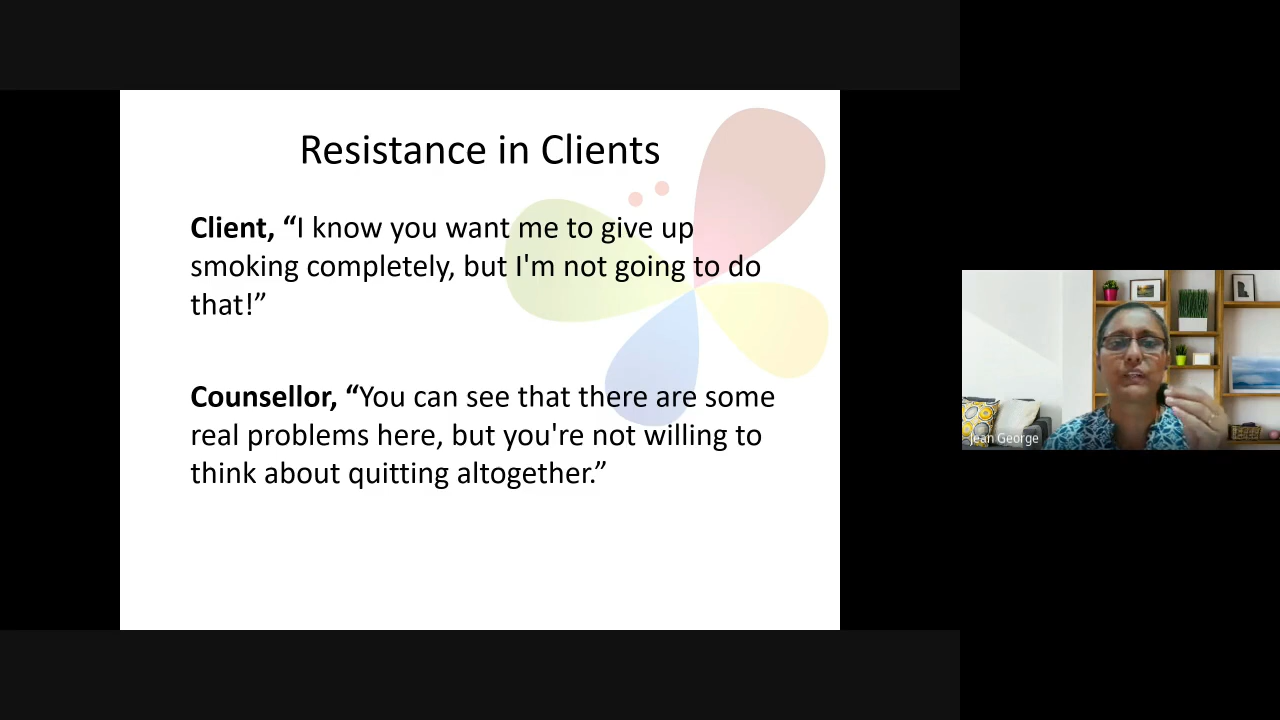 Resistance in Clients
Client, “I know you want me to give up
smoking completely, but I'm not going to do
that!”
Counsellor, “You can see that there are some
real problems here, but you're not willing to
think about quitting altogether.”
Jean George